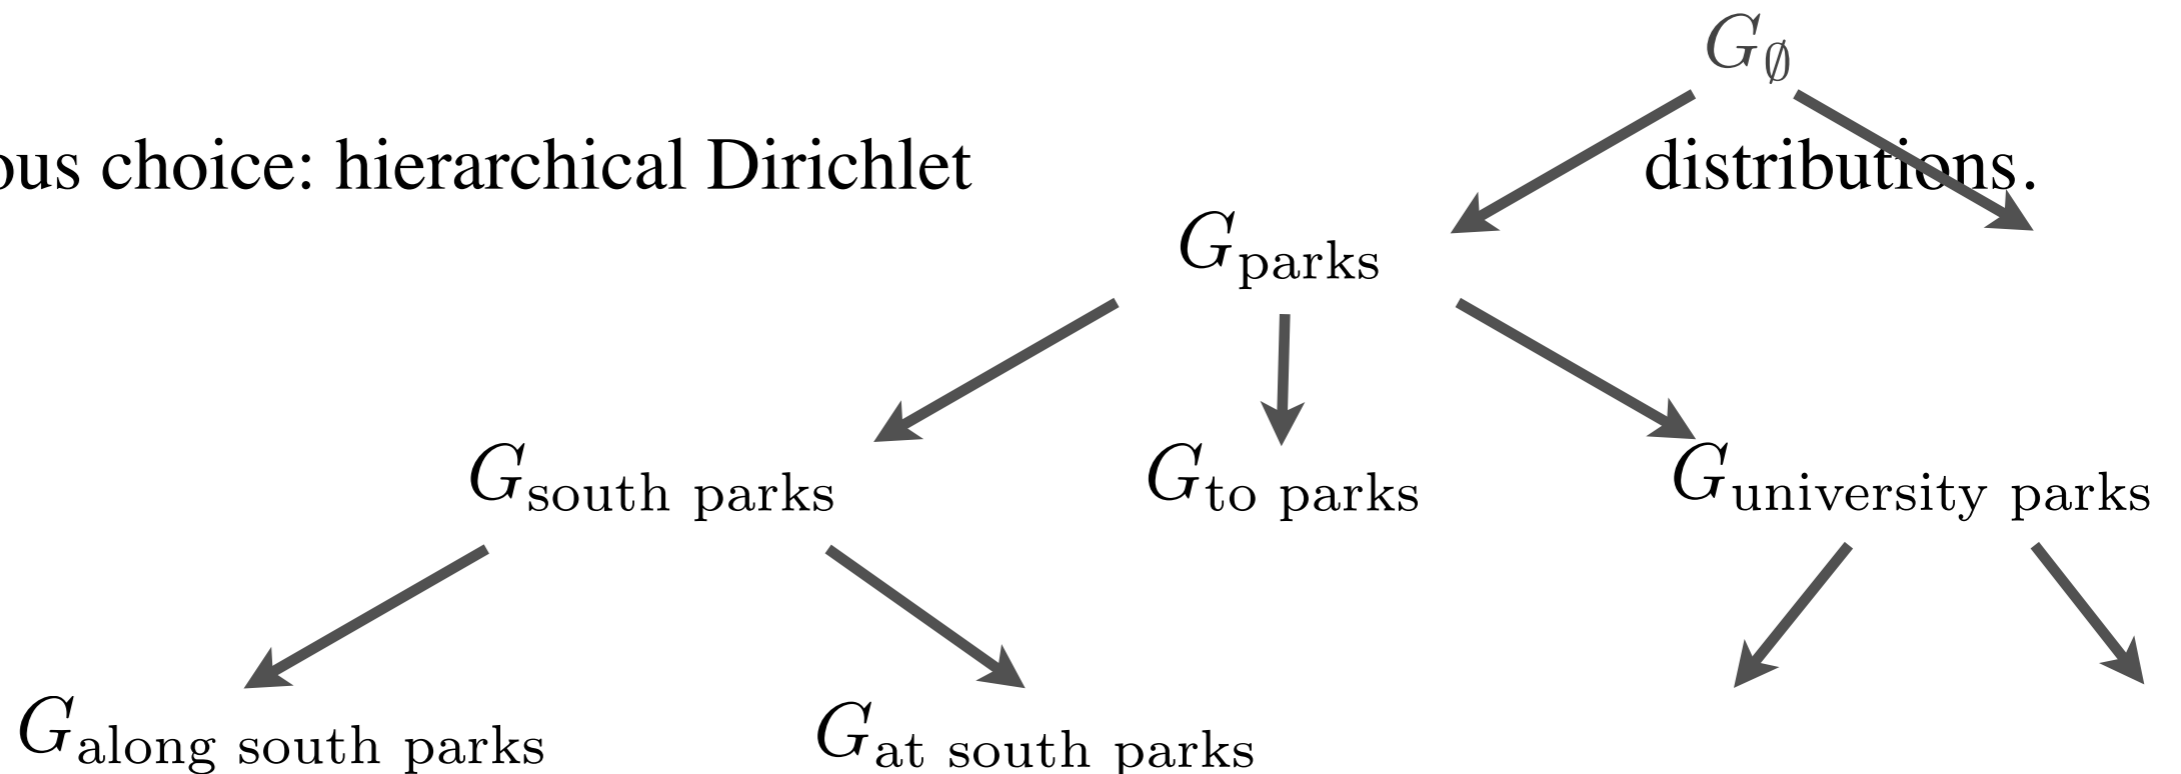 G∅
ous choice: hierarchical Dirichlet distributions.
Gparks
Gsouth parks Gto parks Guniversity parks
Galong south parks Gat south parks